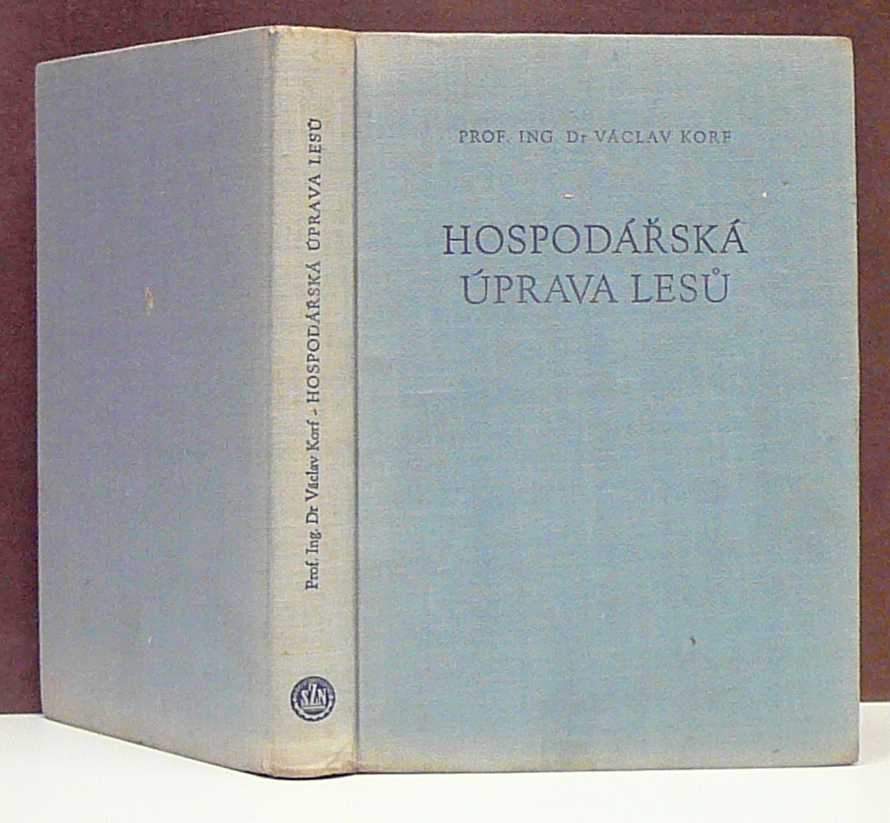 PROF. ING. Dr VÁCLAV KORF
HOSPODÁŘSKÁ
ÚPRAVA LESŮ
Prof. Ing. Dr Václav Korf - HOSPODÁŘSKÁ ÚPRAVA LESŮ
SZN